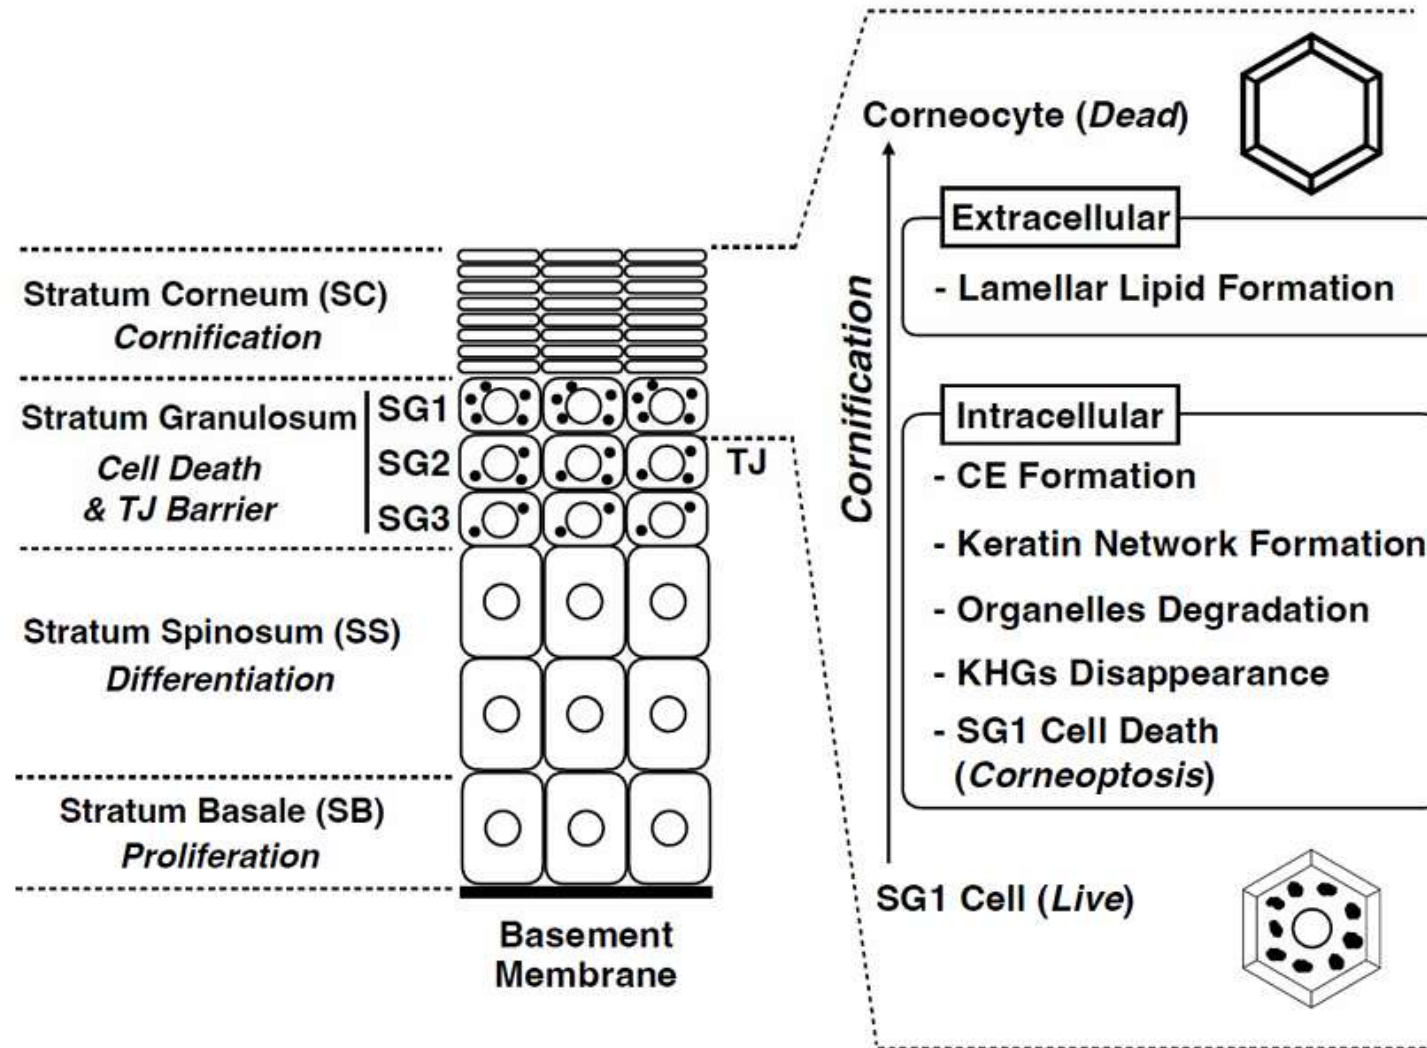 Stratum Corneum (SC)
Cornification
Stratum Granulosum
Cell Death
& TJ Barrier
SG1
SG2
SG3
TJ
Stratum Spinosum (SS)
Differentiation
Stratum Basale (SB)
Proliferation
Basement
Membrane
Corneocyte (Dead)
Cornification
Extracellular
- Lamellar Lipid Formation
Intracellular
- CE Formation
- Keratin Network Formation
- Organelles Degradation
- KHGs Disappearance
- SG1 Cell Death
(Corneoptosis)
SG1 Cell (Live)